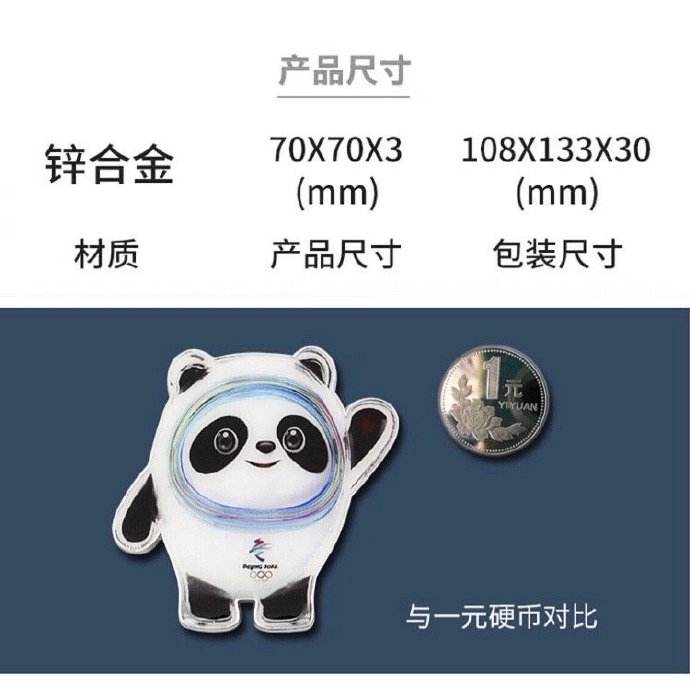 产品尺寸
锌合金
70X70X3
(mm)
108X133X30
(mm)
材质
产品尺寸
包装尺寸
1元
YIYUAN
BEIJING 2022
与一元硬币对比